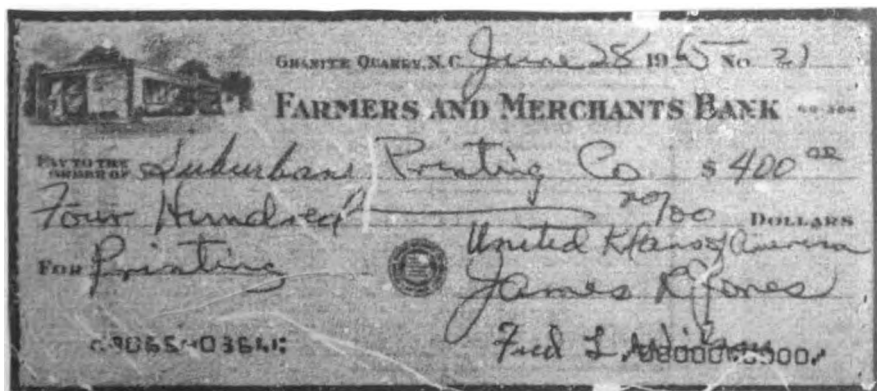 GRANITE QUARRY, N.C. June 28 1965 No. 21
FARMERS AND MERCHANTS BANK
PAY TO THE
ORDER OF Suburban Printing Co $ 400 00
Four Hundred no/00 DOLLARS
United Klans of America
FOR Printing
James R Jones
Fred L. Wilson